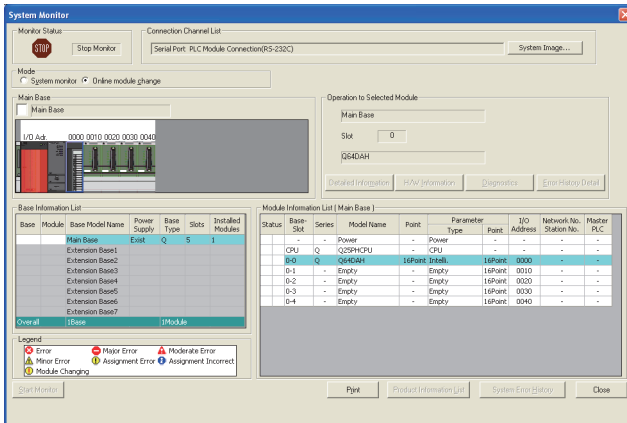 System Monitor
Monitor Status
STOP
Stop Monitor
Connection Channel List
Serial Port PLC Module Connection(RS-232C)
System Image...
Mode
System monitor Online module change
Main Base
Main Base
I/O Adr. 0000 0010 0020 0030 0040
Operation to Selected Module
Main Base
Slot 0
Q64DAH
Detailed Information H/W Information Diagnostics Error History Detail
Base Information List
Base Module Base Model Name Power Supply Base Type Slots Installed Modules
Main Base Exist Q 5 1
Extension Base1
Extension Base2
Extension Base3
Extension Base4
Extension Base5
Extension Base6
Extension Base7
Overall 1Base 1Module
Module Information List ( Main Base )
Status Base-Slot Series Model Name Point Parameter Type Point I/O Address Network No. Station No. Master PLC
- - Power - Power - - - -
CPU Q Q25PHCPU - CPU - - - -
0-0 Q Q64DAH 16Point Intelli. 16Point 0000 - -
0-1 - Empty - Empty 16Point 0010 - -
0-2 - Empty - Empty 16Point 0020 - -
0-3 - Empty - Empty 16Point 0030 - -
0-4 - Empty - Empty 16Point 0040 - -
Legend
Error Major Error Moderate Error
Minor Error Assignment Error Assignment Incorrect
Module Changing
Start Monitor
Print Product Information List System Error History Close